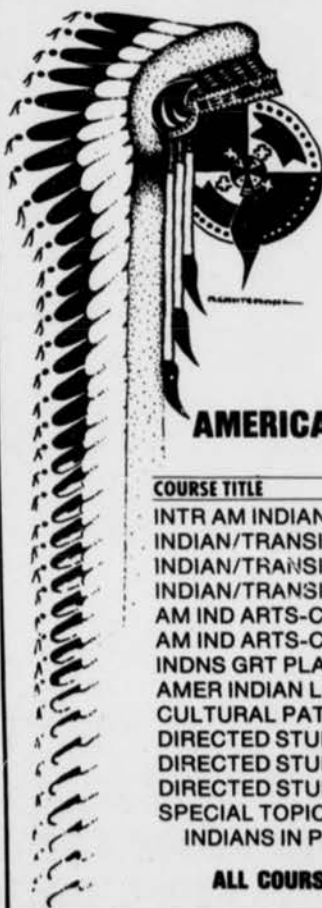 AMERICA
COURSE TITLE
INTR AM INDIAN
INDIAN/TRANSI
INDIAN/TRANSI
INDIAN/TRANSI
AM IND ARTS-C
AM IND ARTS-C
INDNS GRT PLA
AMER INDIAN L
CULTURAL PAT
DIRECTED STU
DIRECTED STU
DIRECTED STU
SPECIAL TOPIC
INDIANS IN P
ALL COURS